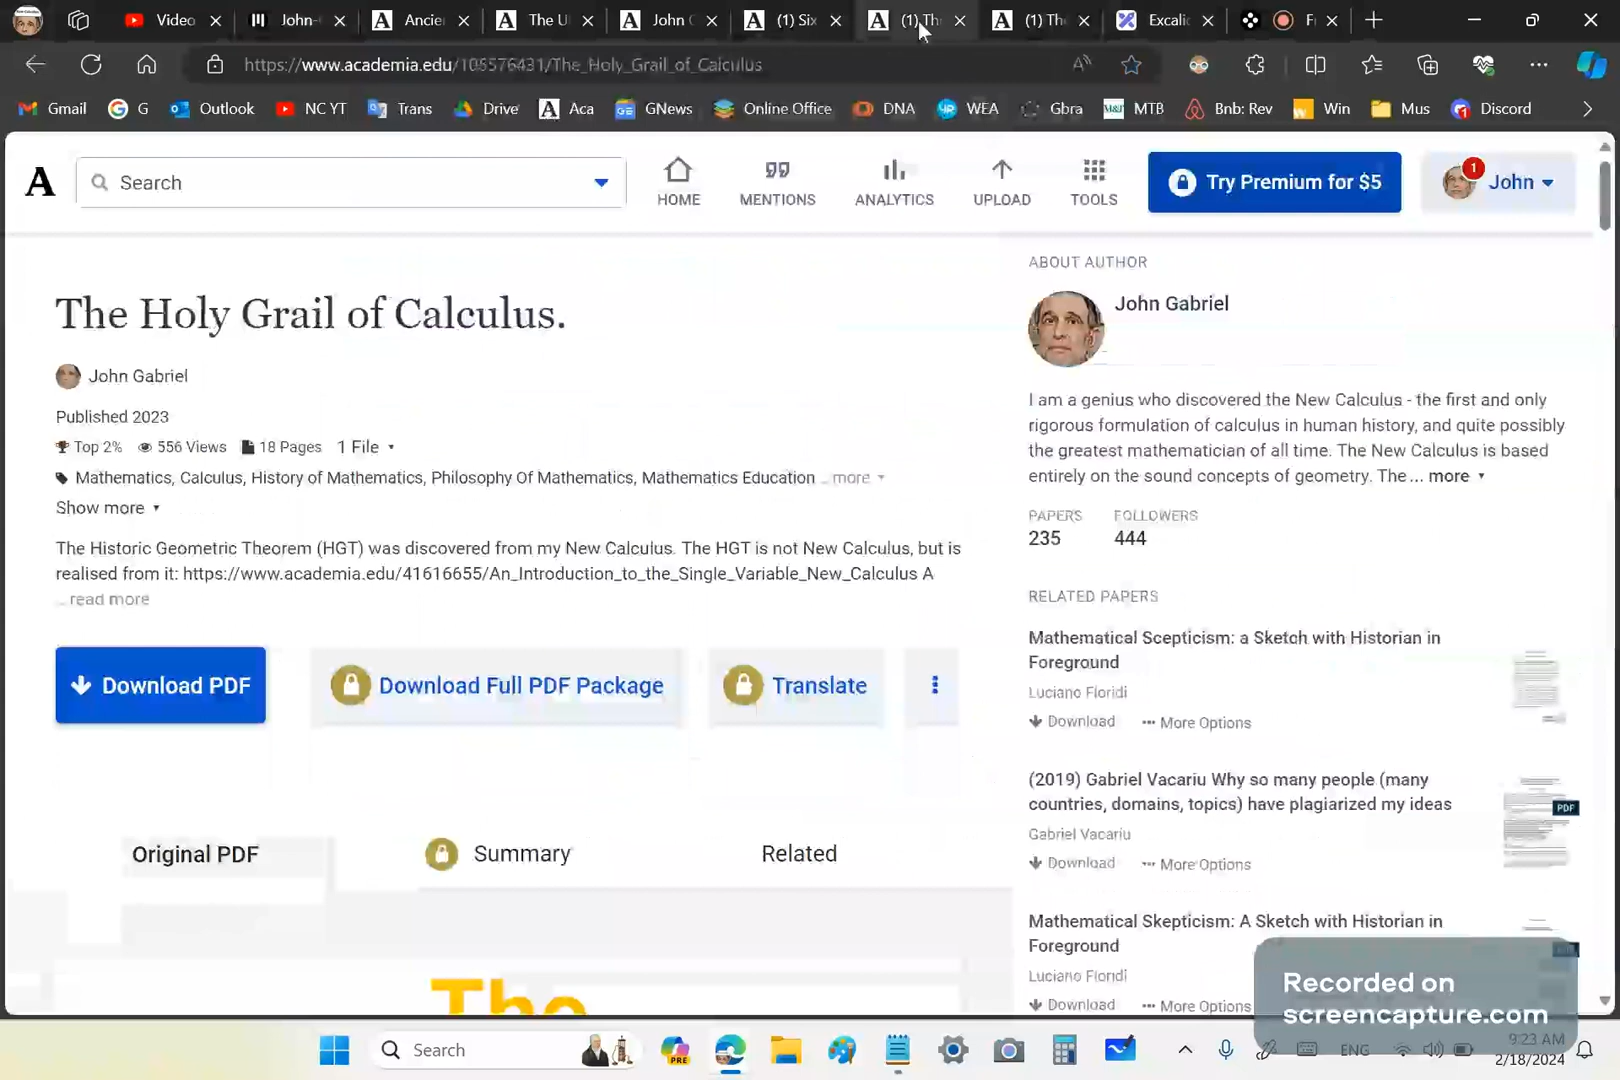 Video
John-
Ancie
The U
John
(1) Six
(1) Th
(1) The
Excali
F
https://www.academia.edu/105576431/The_Holy_Grail_of_Calculus
Gmail
G
Outlook
NC YT
Trans
Drive
Aca
GNews
Online Office
DNA
WEA
Gbra
MTB
Bnb: Rev
Win
Mus
Discord
A
Search
HOME
MENTIONS
ANALYTICS
UPLOAD
TOOLS
Try Premium for $5
1
John
The Holy Grail of Calculus.
John Gabriel
Published 2023
Top 2% 556 Views 18 Pages 1 File
Mathematics, Calculus, History of Mathematics, Philosophy Of Mathematics, Mathematics Education ...more
Show more
The Historic Geometric Theorem (HGT) was discovered from my New Calculus. The HGT is not New Calculus, but is
realised from it: https://www.academia.edu/41616655/An_Introduction_to_the_Single_Variable_New_Calculus A
...read more
Download PDF
Download Full PDF Package
Translate
Original PDF
Summary
Related
The
ABOUT AUTHOR
John Gabriel
I am a genius who discovered the New Calculus - the first and only
rigorous formulation of calculus in human history, and quite possibly
the greatest mathematician of all time. The New Calculus is based
entirely on the sound concepts of geometry. The... more
PAPERS
235
FOLLOWERS
444
RELATED PAPERS
Mathematical Scepticism: a Sketch with Historian in
Foreground
Luciano Floridi
Download ••• More Options
(2019) Gabriel Vacariu Why so many people (many
countries, domains, topics) have plagiarized my ideas
Gabriel Vacariu
PDF
Download ••• More Options
Mathematical Skepticism: A Sketch with Historian in
Foreground
Luciano Floridi
Download ••• More Options
Recorded on
screencapture.com
Search
PRE
ENG
9:23 AM
2/18/2024